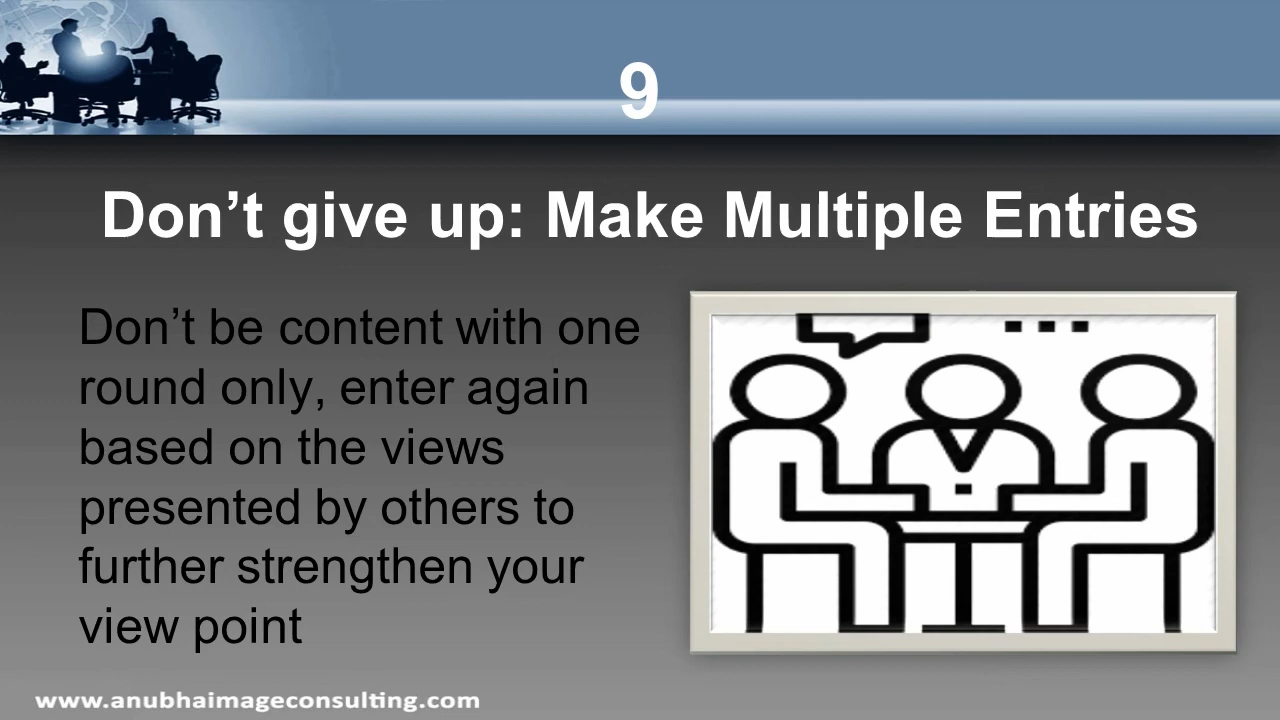 9
Don’t give up: Make Multiple Entries
Don’t be content with one
round only, enter again
based on the views
presented by others to
further strengthen your
view point
www.anubhaimageconsulting.com